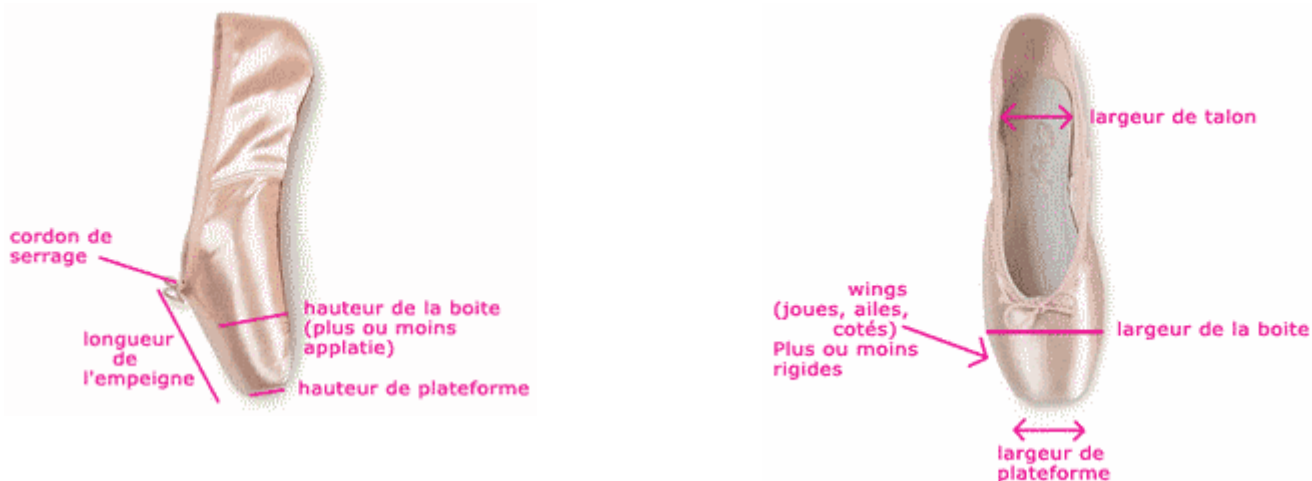 cordon de
serrage
longueur
de
l'empeigne
hauteur de la boite
(plus ou moins
applatie)
hauteur de plateforme
largeur de talon
wings
(joues, ailes,
cotés)
Plus ou moins
rigides
largeur de la boite
largeur de
plateforme